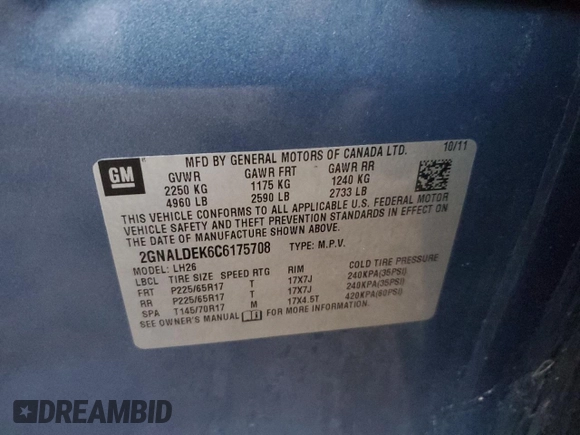 GM
MFD BY GENERAL MOTORS OF CANADA LTD. 10/11
GVWR GAWR FRT GAWR RR
2250 KG 1175 KG 1240 KG
4960 LB 2590 LB 2733 LB
THIS VEHICLE CONFORMS TO ALL APPLICABLE U.S. FEDERAL MOTOR
VEHICLE SAFETY AND THEFT PREVENTION STANDARDS IN EFFECT ON
THE DATE OF MANUFACTURE SHOWN ABOVE.
2GNALDEK6C6175708 TYPE: M.P.V.
MODEL: LH26
LBCL TIRE SIZE SPEED RTG RIM COLD TIRE PRESSURE
FRT P225/65R17 T 17X7J 240KPA(35PSI)
RR P225/65R17 T 17X7J 240KPA(35PSI)
SPA T145/70R17 M 17X4.5T 420KPA(60PSI)
SEE OWNER'S MANUAL FOR MORE INFORMATION.
DREAMBID